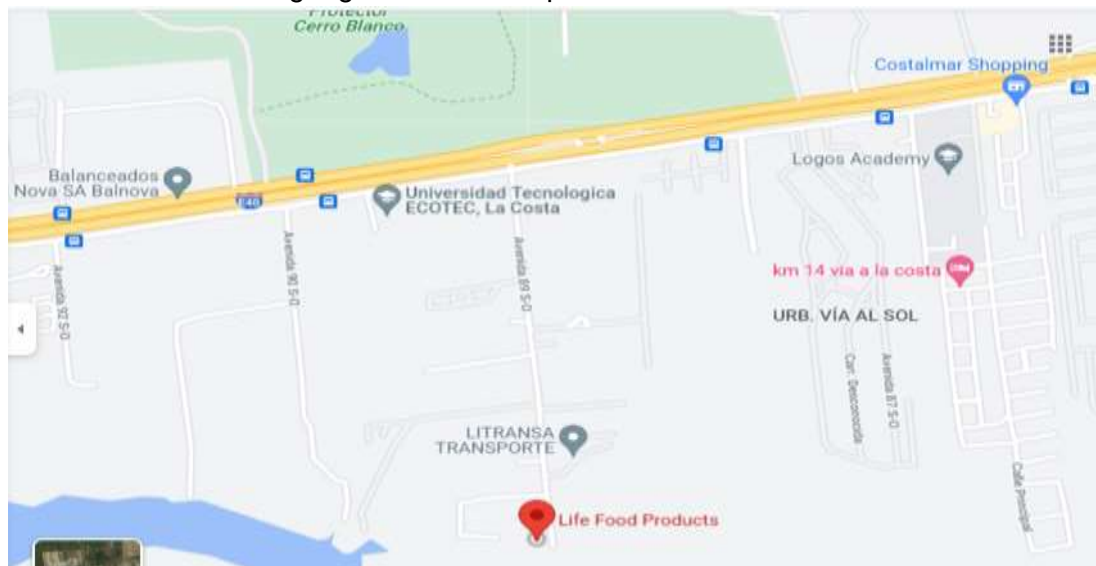 Protector
Cerro Blanco
Costalmar Shopping
Balanceados
Nova SA Balnova
Logos Academy
E40
Universidad Tecnologica
ECOTEC, La Costa
Avenida 92 S-O
Avenida 90 S-O
Avenida 89 S-O
km 14 via a la costa
URB. VÍA AL SOL
Carr. Desconocida
Avenida 87 S-O
LITRANSA
TRANSPORTE
Calle Principal
Life Food Products